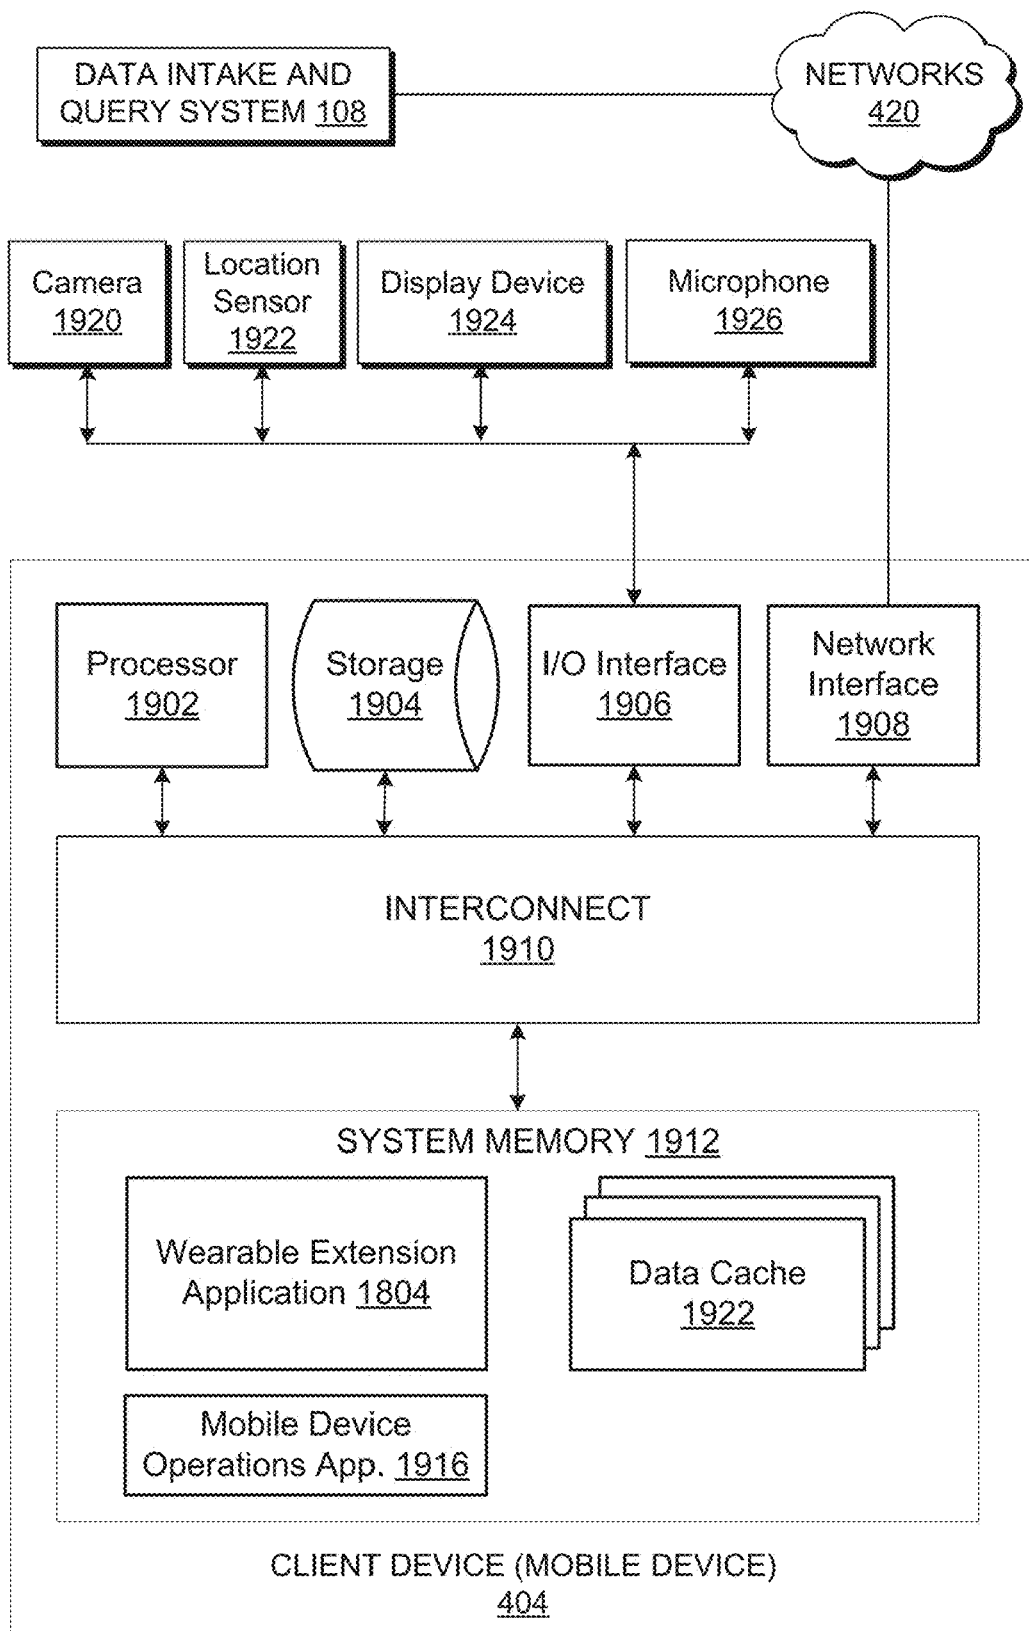 DATA INTAKE AND
QUERY SYSTEM 108
NETWORKS
420
Camera
1920
Location
Sensor
1922
Display Device
1924
Microphone
1926
Processor
1902
Storage
1904
I/O Interface
1906
Network
Interface
1908
INTERCONNECT
1910
SYSTEM MEMORY 1912
Wearable Extension
Application 1804
Data Cache
1922
Mobile Device
Operations App. 1916
CLIENT DEVICE (MOBILE DEVICE)
404